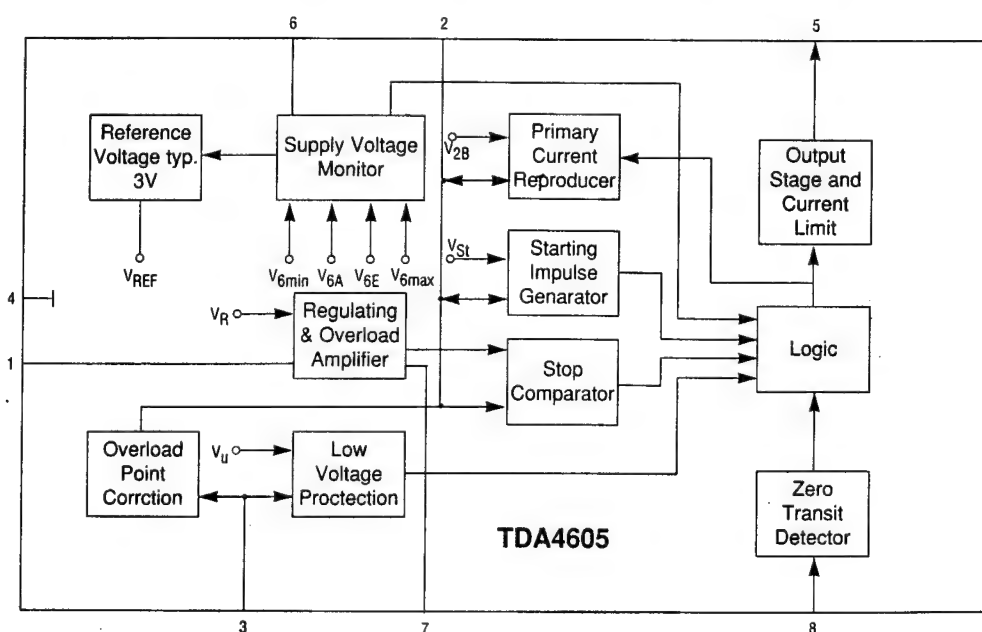 6
2
5
Reference
Voltage typ.
3V
Supply Voltage
Monitor
V2B
Primary
Current
Reproducer
Output
Stage and
Current
Limit
VREF
V6min
V6A
V6E
V6max
VSt
Starting
Impulse
Genarator
4
VR
Regulating
& Overload
Amplifier
Logic
1
Stop
Comparator
Overload
Point
Corrction
Vu
Low
Voltage
Proctection
Zero
Transit
Detector
TDA4605
3
7
8